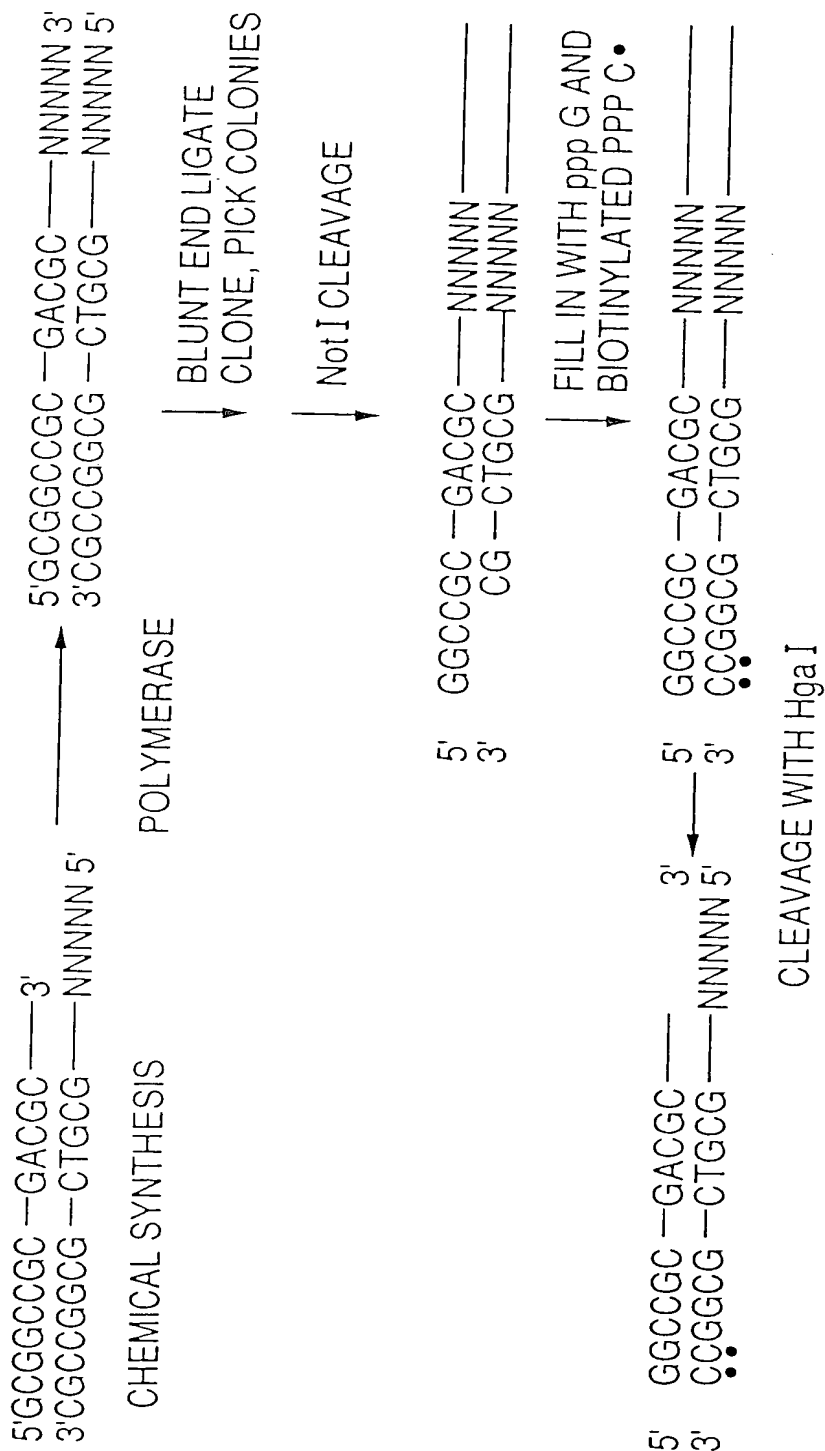 5'GCGGCCGC — GACGC —— 3'
3'CGCCGGCG — CTGCG —— NNNNN 5'
CHEMICAL SYNTHESIS
POLYMERASE
5'GCGGCCGC — GACGC —— NNNNN 3'
3'CGCCGGCG — CTGCG —— NNNNN 5'
BLUNT END LIGATE
CLONE, PICK COLONIES
NotI CLEAVAGE
5' GGCCGC — GACGC —— NNNNN ——
3' CG — CTGCG —— NNNNN ——
FILL IN WITH ppp G AND
BIOTINYLATED PPP C•
5' GGCCGC — GACGC —— NNNNN ——
3' CCGGCG — CTGCG —— NNNNN ——
CLEAVAGE WITH HgaI
5' GGCCGC — GACGC —— 3'
3' CCGGCG — CTGCG —— NNNNN 5'